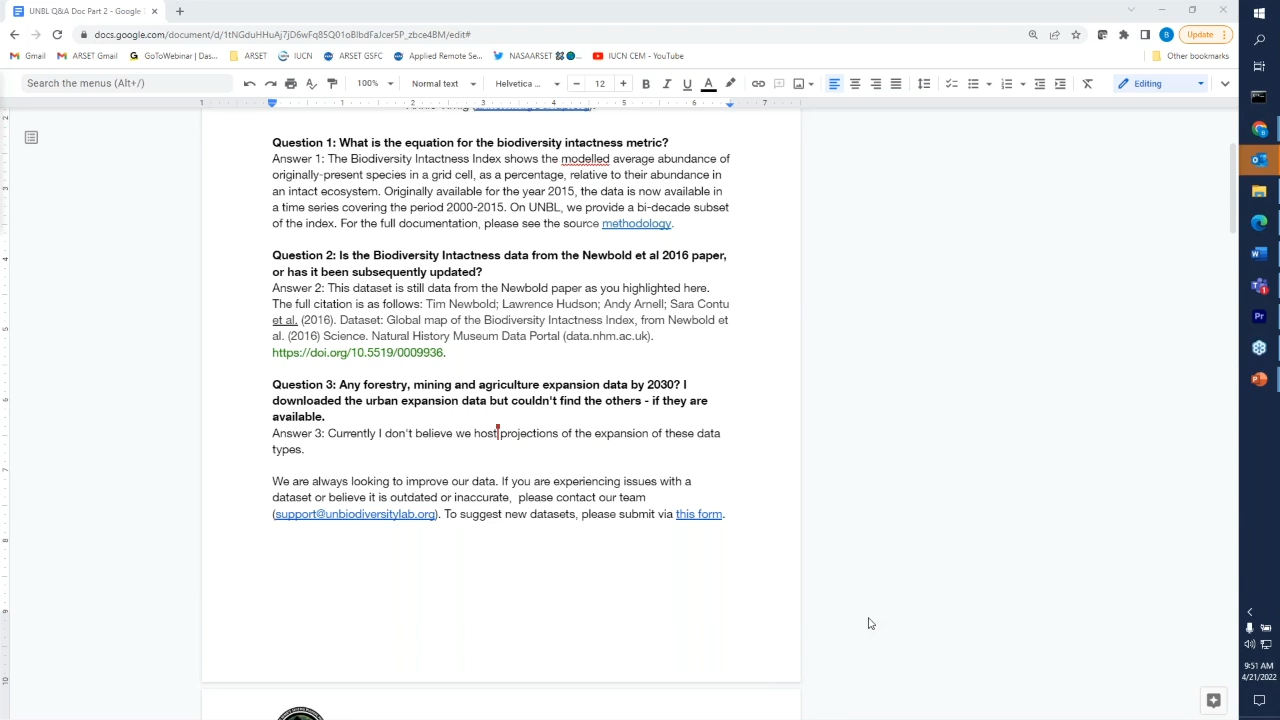 UNBL Q&A Doc Part 2 - Google
docs.google.com/document/d/1tNGduHHuAj7jD6wFq85Q01oBIbdFaJcer5P_zbce4BM/edit#
Update
Gmail ARSET Gmail GoToWebinar | Das... ARSET IUCN ARSET GSFC Applied Remote Se... NASAARSET IUCN CEM - YouTube Other bookmarks
Search the menus (Alt+/) 100% Normal text Helvetica ... 12 B I U A Editing
1 1 2 3 4 5 6 7
Question 1: What is the equation for the biodiversity intactness metric?
Answer 1: The Biodiversity Intactness Index shows the modelled average abundance of
originally-present species in a grid cell, as a percentage, relative to their abundance in
an intact ecosystem. Originally available for the year 2015, the data is now available in
a time series covering the period 2000-2015. On UNBL, we provide a bi-decade subset
of the index. For the full documentation, please see the source methodology.
Question 2: Is the Biodiversity Intactness data from the Newbold et al 2016 paper,
or has it been subsequently updated?
Answer 2: This dataset is still data from the Newbold paper as you highlighted here.
The full citation is as follows: Tim Newbold; Lawrence Hudson; Andy Arnell; Sara Contu
et al. (2016). Dataset: Global map of the Biodiversity Intactness Index, from Newbold et
al. (2016) Science. Natural History Museum Data Portal (data.nhm.ac.uk).
https://doi.org/10.5519/0009936.
Question 3: Any forestry, mining and agriculture expansion data by 2030? I
downloaded the urban expansion data but couldn't find the others - if they are
available.
Answer 3: Currently I don't believe we host projections of the expansion of these data
types.
We are always looking to improve our data. If you are experiencing issues with a
dataset or believe it is outdated or inaccurate, please contact our team
(support@unbiodiversitylab.org). To suggest new datasets, please submit via this form.
9:51 AM
4/21/2022